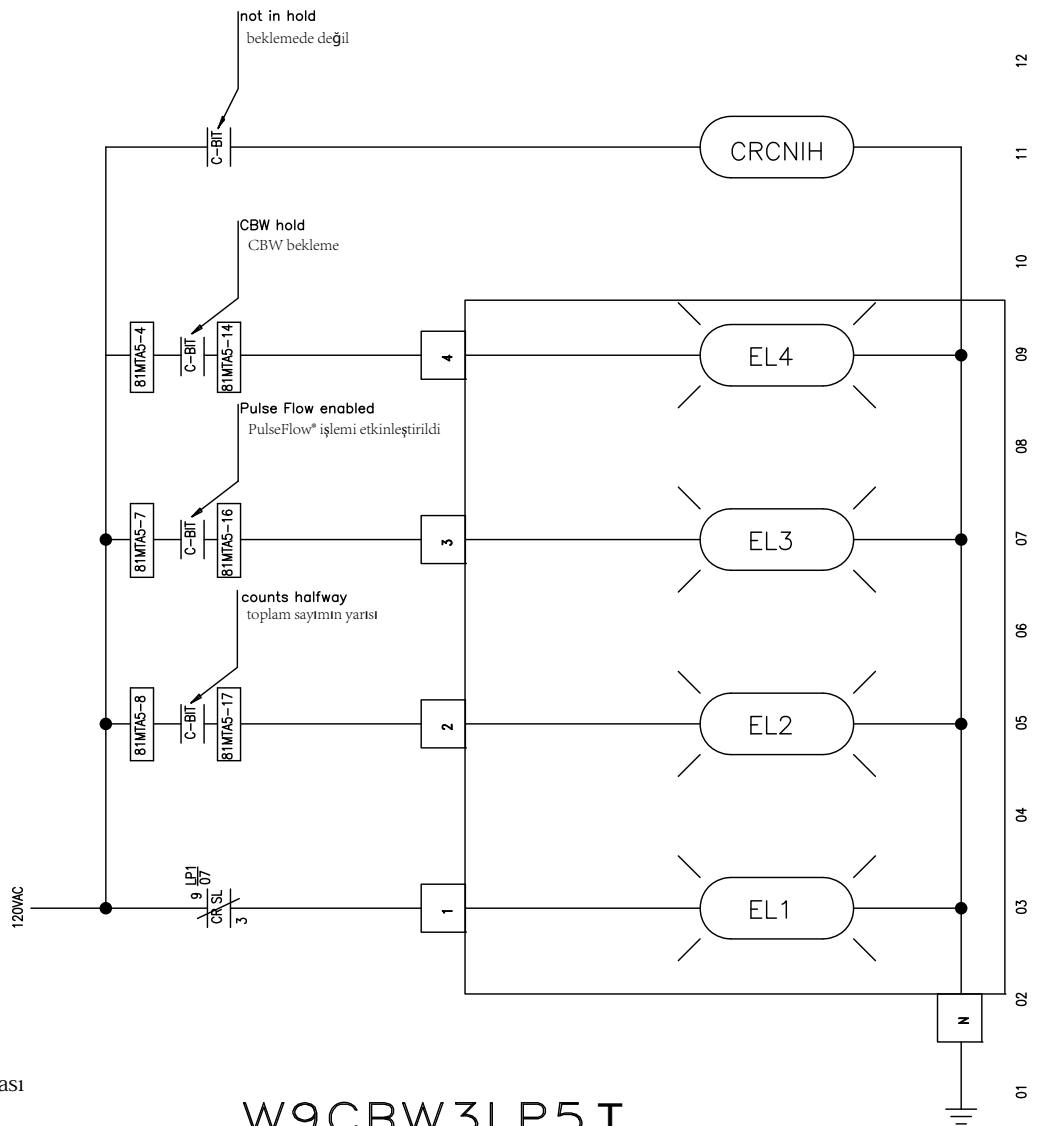 not in hold
beklemede değil
12
C-BIT
CRCNIH
11
CBW hold
CBW bekleme
10
81MTA5-4
C-BIT
81MTA5-14
4
EL4
09
Pulse Flow enabled
PulseFlow® işlemi etkinleştirildi
08
81MTA5-7
C-BIT
81MTA5-16
3
EL3
07
counts halfway
toplam sayımın yarısı
06
81MTA5-8
C-BIT
81MTA5-17
2
EL2
05
04
120VAC
9
LP1
07
CR SL
3
1
EL1
03
02
N
ası
01
W9CBW3LP5T